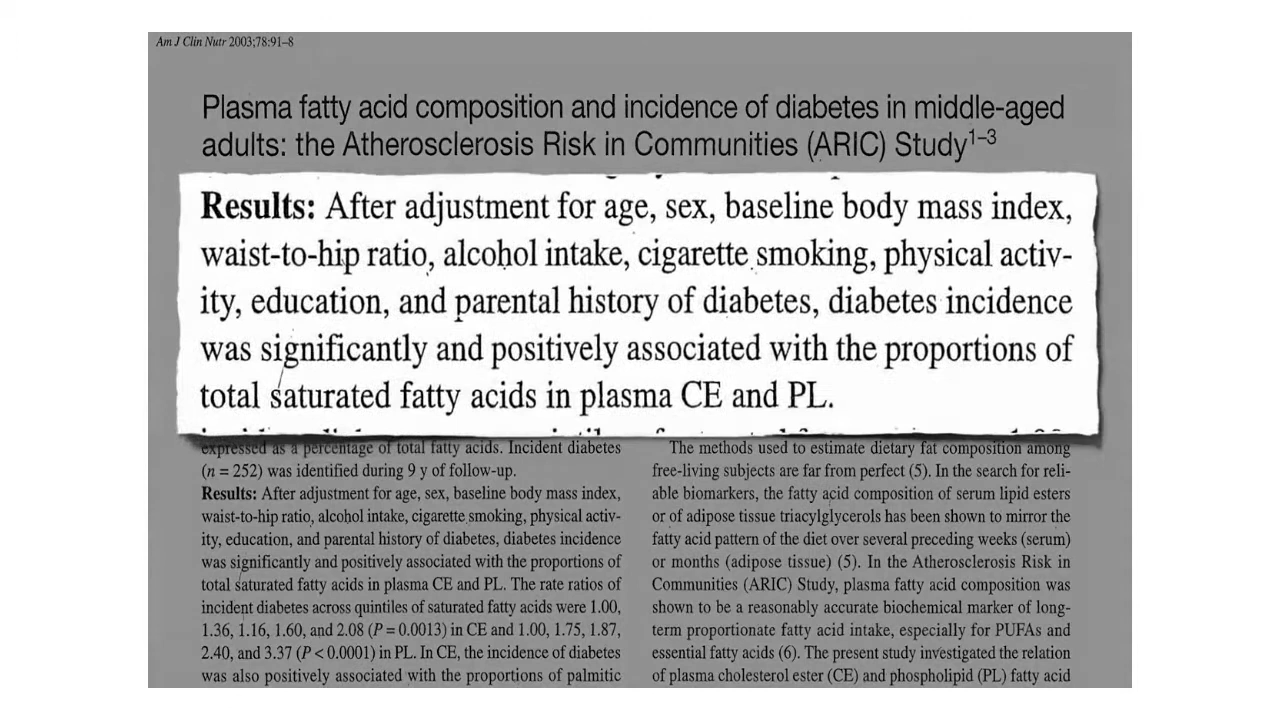 Am J Clin Nutr 2003;78:91–8
Plasma fatty acid composition and incidence of diabetes in middle-aged
adults: the Atherosclerosis Risk in Communities (ARIC) Study1–3
Results: After adjustment for age, sex, baseline body mass index,
waist-to-hip ratio, alcohol intake, cigarette smoking, physical activ-
ity, education, and parental history of diabetes, diabetes incidence
was significantly and positively associated with the proportions of
total saturated fatty acids in plasma CE and PL.
expressed as a percentage of total fatty acids. Incident diabetes
(n = 252) was identified during 9 y of follow-up.
Results: After adjustment for age, sex, baseline body mass index,
waist-to-hip ratio, alcohol intake, cigarette smoking, physical activ-
ity, education, and parental history of diabetes, diabetes incidence
was significantly and positively associated with the proportions of
total saturated fatty acids in plasma CE and PL. The rate ratios of
incident diabetes across quintiles of saturated fatty acids were 1.00,
1.36, 1.16, 1.60, and 2.08 (P = 0.0013) in CE and 1.00, 1.75, 1.87,
2.40, and 3.37 (P < 0.0001) in PL. In CE, the incidence of diabetes
was also positively associated with the proportions of palmitic
The methods used to estimate dietary fat composition among
free-living subjects are far from perfect (5). In the search for reli-
able biomarkers, the fatty acid composition of serum lipid esters
or of adipose tissue triacylglycerols has been shown to mirror the
fatty acid pattern of the diet over several preceding weeks (serum)
or months (adipose tissue) (5). In the Atherosclerosis Risk in
Communities (ARIC) Study, plasma fatty acid composition was
shown to be a reasonably accurate biochemical marker of long-
term proportionate fatty acid intake, especially for PUFAs and
essential fatty acids (6). The present study investigated the relation
of plasma cholesterol ester (CE) and phospholipid (PL) fatty acid